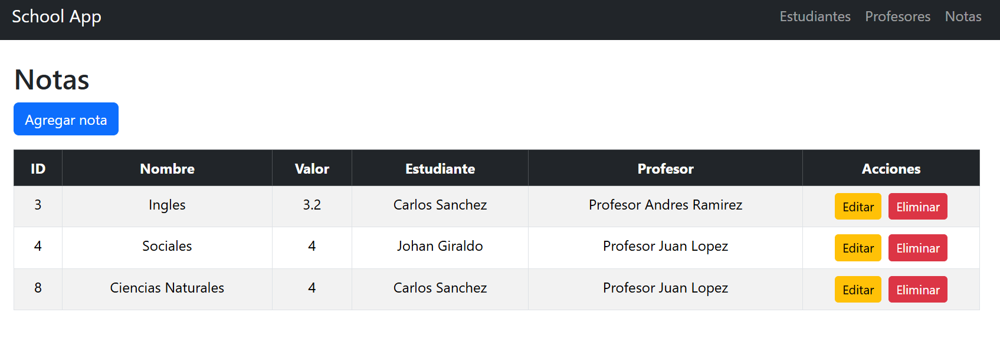 School App Estudiantes Profesores Notas
Notas
Agregar nota
ID Nombre Valor Estudiante Profesor Acciones
3 Ingles 3.2 Carlos Sanchez Profesor Andres Ramirez Editar Eliminar
4 Sociales 4 Johan Giraldo Profesor Juan Lopez Editar Eliminar
8 Ciencias Naturales 4 Carlos Sanchez Profesor Juan Lopez Editar Eliminar